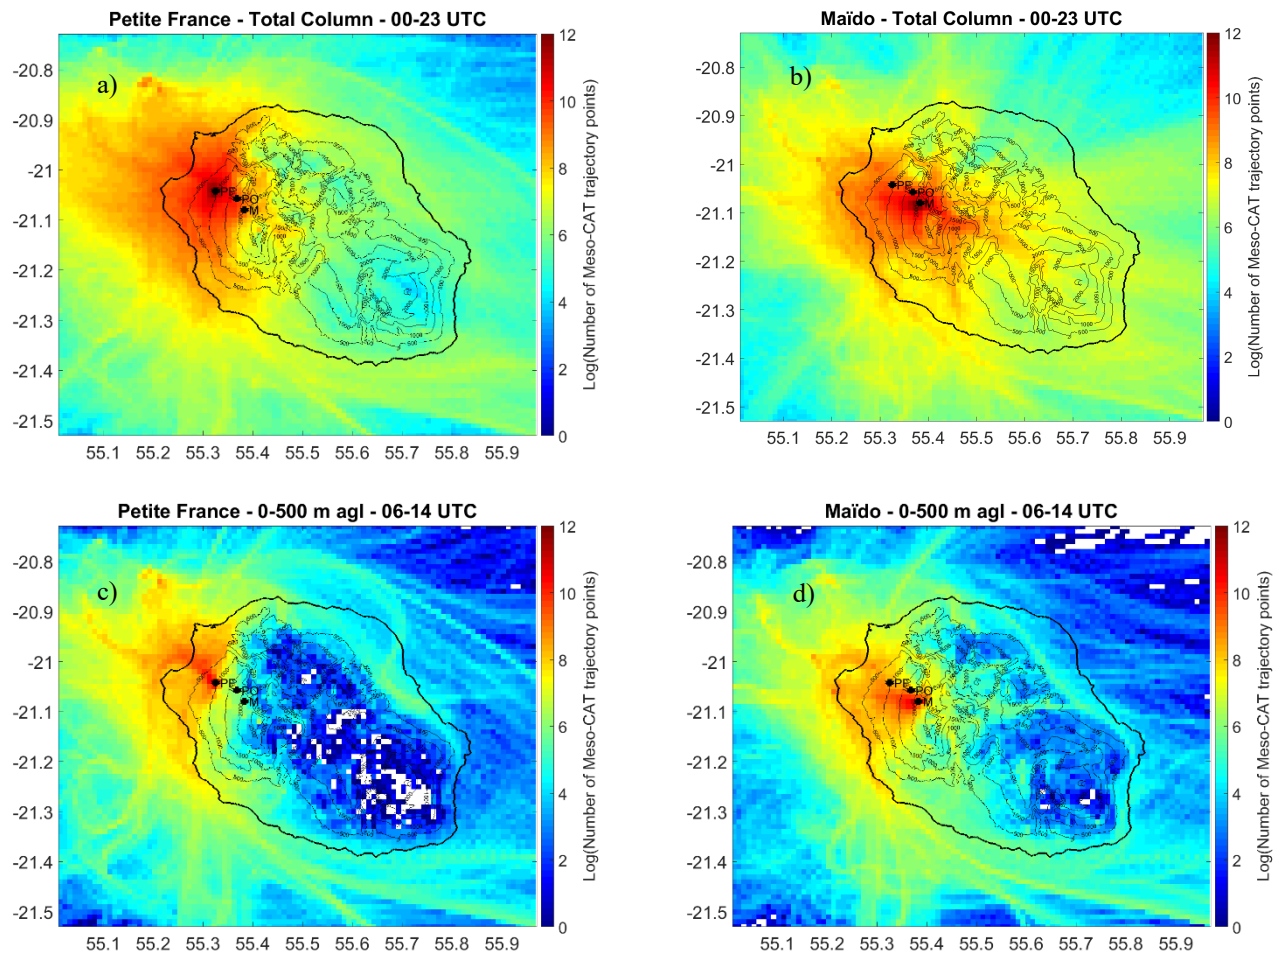 Petite France - Total Column - 00-23 UTC
a)
-20.8
-20.9
-21
-21.1
-21.2
-21.3
-21.4
-21.5
55.1 55.2 55.3 55.4 55.5 55.6 55.7 55.8 55.9
PF
PO
M
12
10
8
6
4
2
0
Log(Number of Meso-CAT trajectory points)
Maïdo - Total Column - 00-23 UTC
b)
-20.8
-20.9
-21
-21.1
-21.2
-21.3
-21.4
-21.5
55.1 55.2 55.3 55.4 55.5 55.6 55.7 55.8 55.9
PF
PO
M
12
10
8
6
4
2
0
Log(Number of Meso-CAT trajectory points)
Petite France - 0-500 m agl - 06-14 UTC
c)
-20.8
-20.9
-21
-21.1
-21.2
-21.3
-21.4
-21.5
55.1 55.2 55.3 55.4 55.5 55.6 55.7 55.8 55.9
PF
PO
M
12
10
8
6
4
2
0
Log(Number of Meso-CAT trajectory points)
Maïdo - 0-500 m agl - 06-14 UTC
d)
-20.8
-20.9
-21
-21.1
-21.2
-21.3
-21.4
-21.5
55.1 55.2 55.3 55.4 55.5 55.6 55.7 55.8 55.9
PF
PO
M
12
10
8
6
4
2
0
Log(Number of Meso-CAT trajectory points)